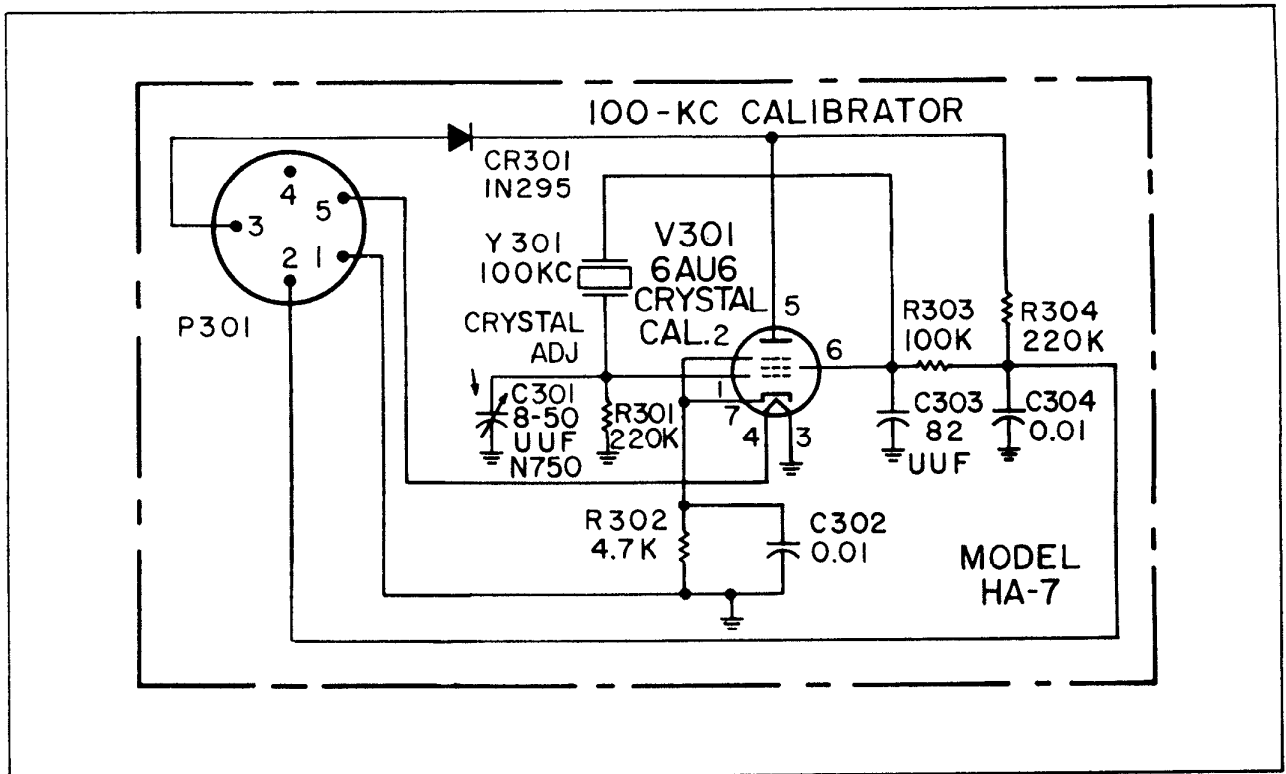 100-KC CALIBRATOR
CR301
1N295
4
5
3
2
1
P301
Y301
100KC
V301
6AU6
CRYSTAL
CAL.
2
5
6
1
7
4
3
CRYSTAL
ADJ
C301
8-50
UUF
N750
R301
220K
R303
100K
R304
220K
C303
82
UUF
C304
0.01
R302
4.7K
C302
0.01
MODEL
HA-7